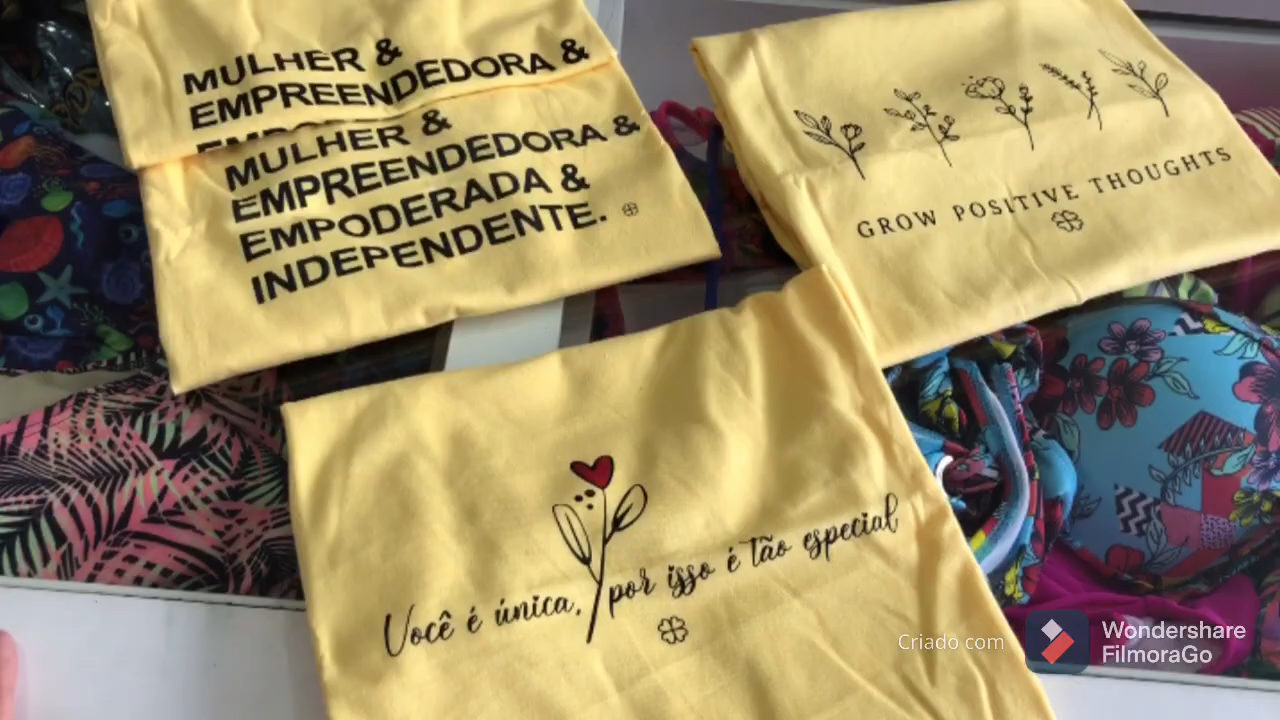 MULHER &
EMPREENDEDORA &
MULHER &
EMPREENDEDORA &
EMPODERADA &
INDEPENDENTE.
GROW POSITIVE THOUGHTS
Você é única, por isso é tão especial
Criado com
Wondershare
FilmoraGo